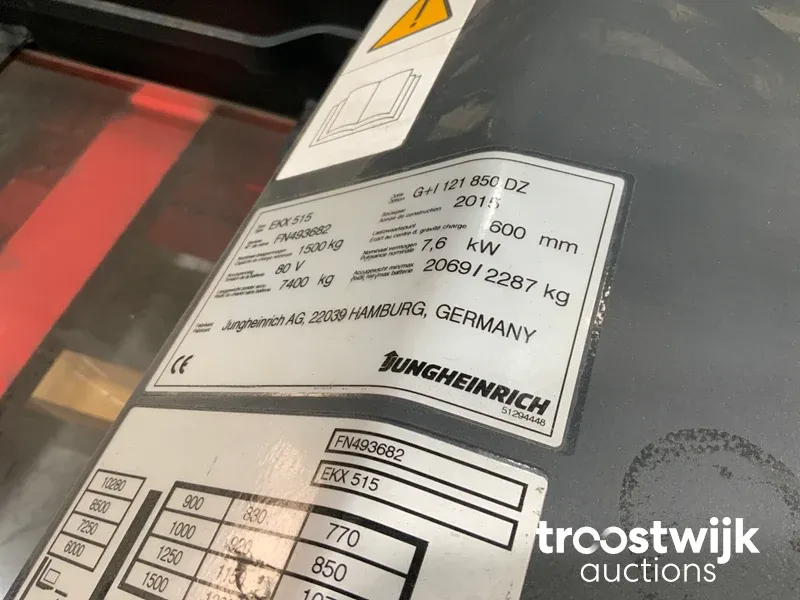 EKX 515
G+I 121 850 DZ
FN493682
2015
1500 kg
600 mm
80 V
7,6 kW
7400 kg
2069 / 2287 kg
Jungheinrich AG, 22039 HAMBURG, GERMANY
CE
JUNGHEINRICH
51294448
FN493682
EKX 515
10280 900 830 770
8500 1000 920 850
7250 1250
6000 1500
troostwijk
auctions